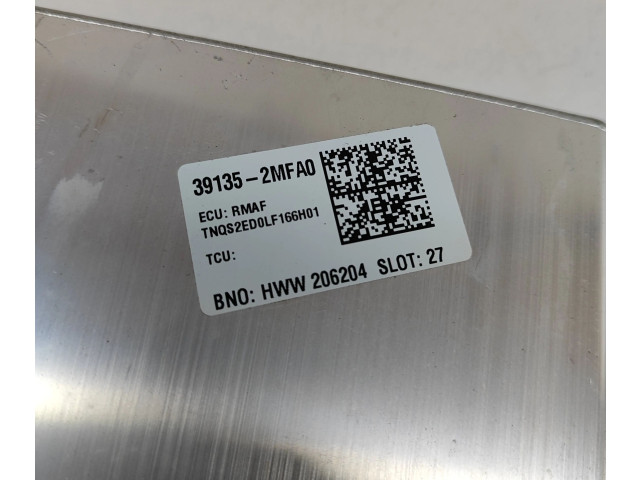 39135-2MFA0
ECU: RMAF
TNQS2ED0LF166H01
TCU:
BNO: HWW 206204 SLOT: 27